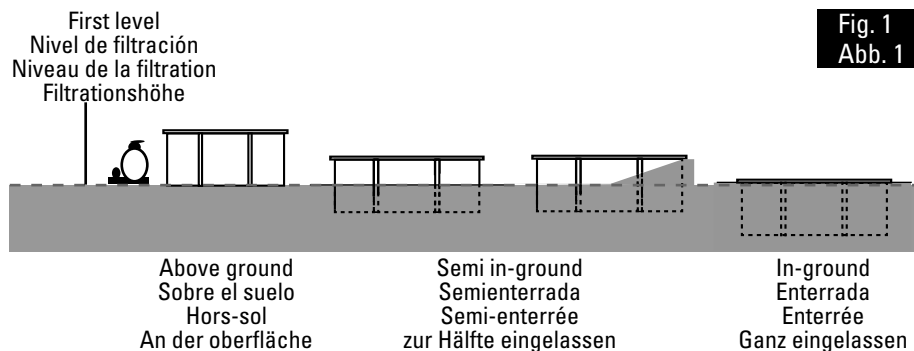 First level
Nivel de filtración
Niveau de la filtration
Filtrationshöhe
Fig. 1
Abb. 1
Above ground
Sobre el suelo
Hors-sol
An der oberfläche
Semi in-ground
Semienterrada
Semi-enterrée
zur Hälfte eingelassen
In-ground
Enterrada
Enterrée
Ganz eingelassen